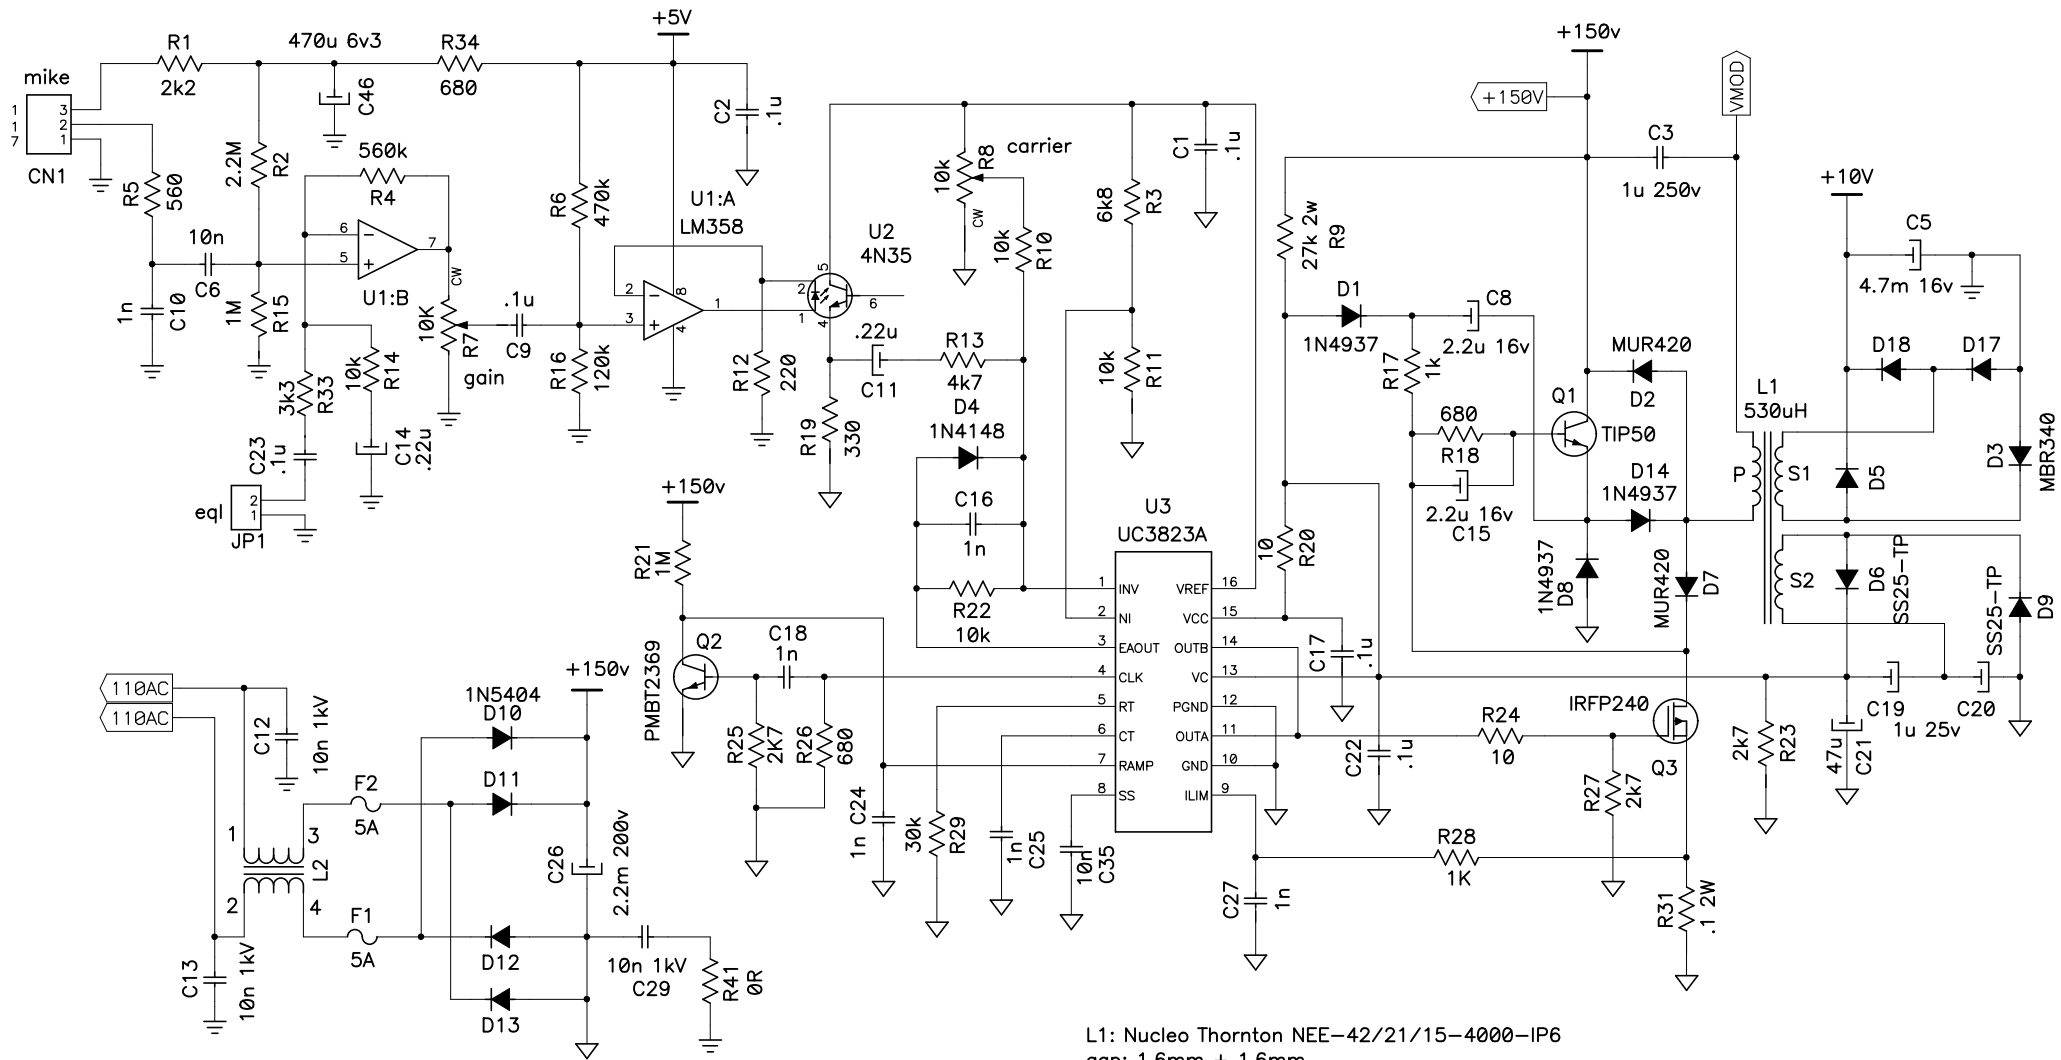 +5V
470u 6v3
R1
2k2
R34
680
mike
1
1
7
3
2
1
CN1
C46
C2
.1u
2.2M
R2
560k
R4
R5
560
10n
C6
6
5
7
U1:B
1n
C10
1M
R15
CW
10K
R7
gain
.1u
C9
R6
470k
R16
120k
U1:A
LM358
2
3
8
4
1
U2
4N35
5
2
1
4
6
R12
220
3k3
R33
10k
R14
C23
.1u
C14
.22u
eql
2
1
JP1
10k
R8
carrier
CW
10k
R10
6k8
R3
C1
.1u
.22u
C11
R13
4k7
R19
330
D4
1N4148
10k
R11
C16
1n
R22
10k
+150v
+150V
VMOD
C3
1u 250v
+10V
C5
4.7m 16v
27k 2w
R9
D1
1N4937
C8
2.2u 16v
R17
1k
MUR420
D2
Q1
TIP50
680
R18
2.2u 16v
C15
D14
1N4937
L1
530uH
P
S1
S2
D18
D17
D5
D3
MBR340
10
R20
1N4937
D8
MUR420
D7
D6
SS25-TP
SS25-TP
D9
+150v
R21
1M
Q2
PMBT2369
C18
1n
R25
2K7
R26
680
U3
UC3823A
1 INV VREF 16
2 NI VCC 15
3 EAOUT OUTB 14
4 CLK VC 13
5 RT PGND 12
6 CT OUTA 11
7 RAMP GND 10
8 SS ILIM 9
C17
.1u
C22
.1u
R24
10
IRFP240
Q3
R27
2k7
2k7
R23
47u
C21
C19
C20
1u 25v
1n C24
30k
R29
1n
C25
10n
C35
C27
1n
R28
1K
R31
.1 2W
110AC
110AC
C12
10n 1kV
1
3
L2
2
4
F2
5A
F1
5A
C13
10n 1kV
+150v
1N5404
D10
D11
D12
D13
C26
2.2m 200v
10n 1kV
C29
R41
0R
L1: Nucleo Thornton NEE-42/21/15-4000-IP6
gap: 1.6mm + 1.6mm